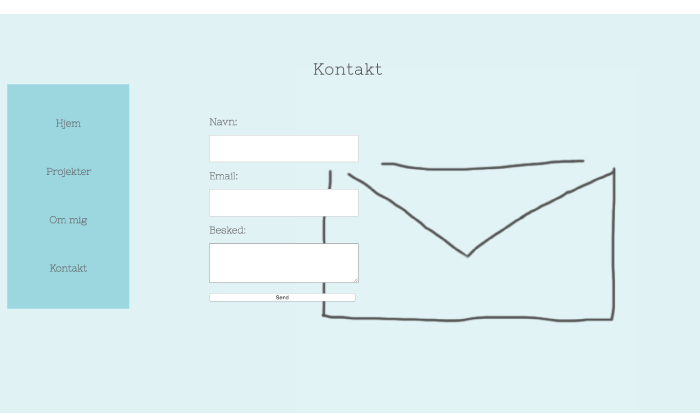 Kontakt
Hjem
Projekter
Om mig
Kontakt
Navn:
Email:
Besked:
Send